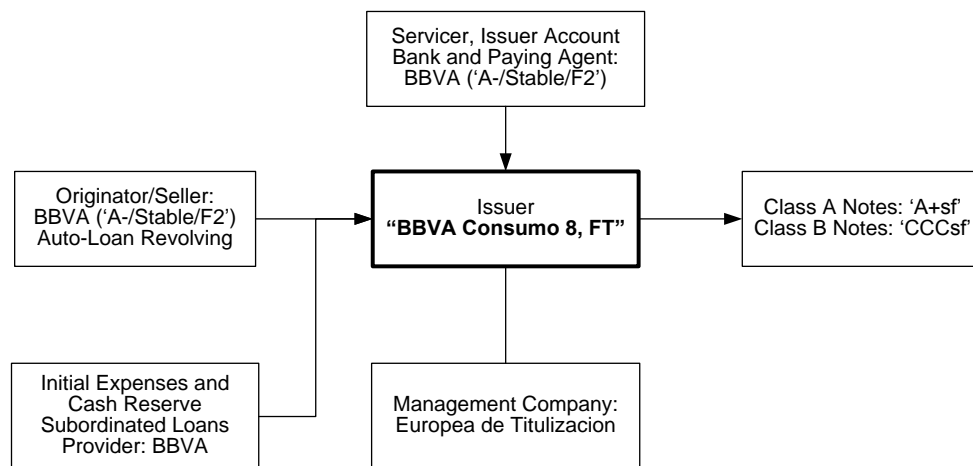 Servicer, Issuer Account
Bank and Paying Agent:
BBVA (‘A-/Stable/F2’)
Originator/Seller:
BBVA (‘A-/Stable/F2’)
Auto-Loan Revolving
Issuer
“BBVA Consumo 8, FT”
Class A Notes: ‘A+sf’
Class B Notes: ‘CCCsf’
Initial Expenses and
Cash Reserve
Subordinated Loans
Provider: BBVA
Management Company:
Europea de Titulizacion